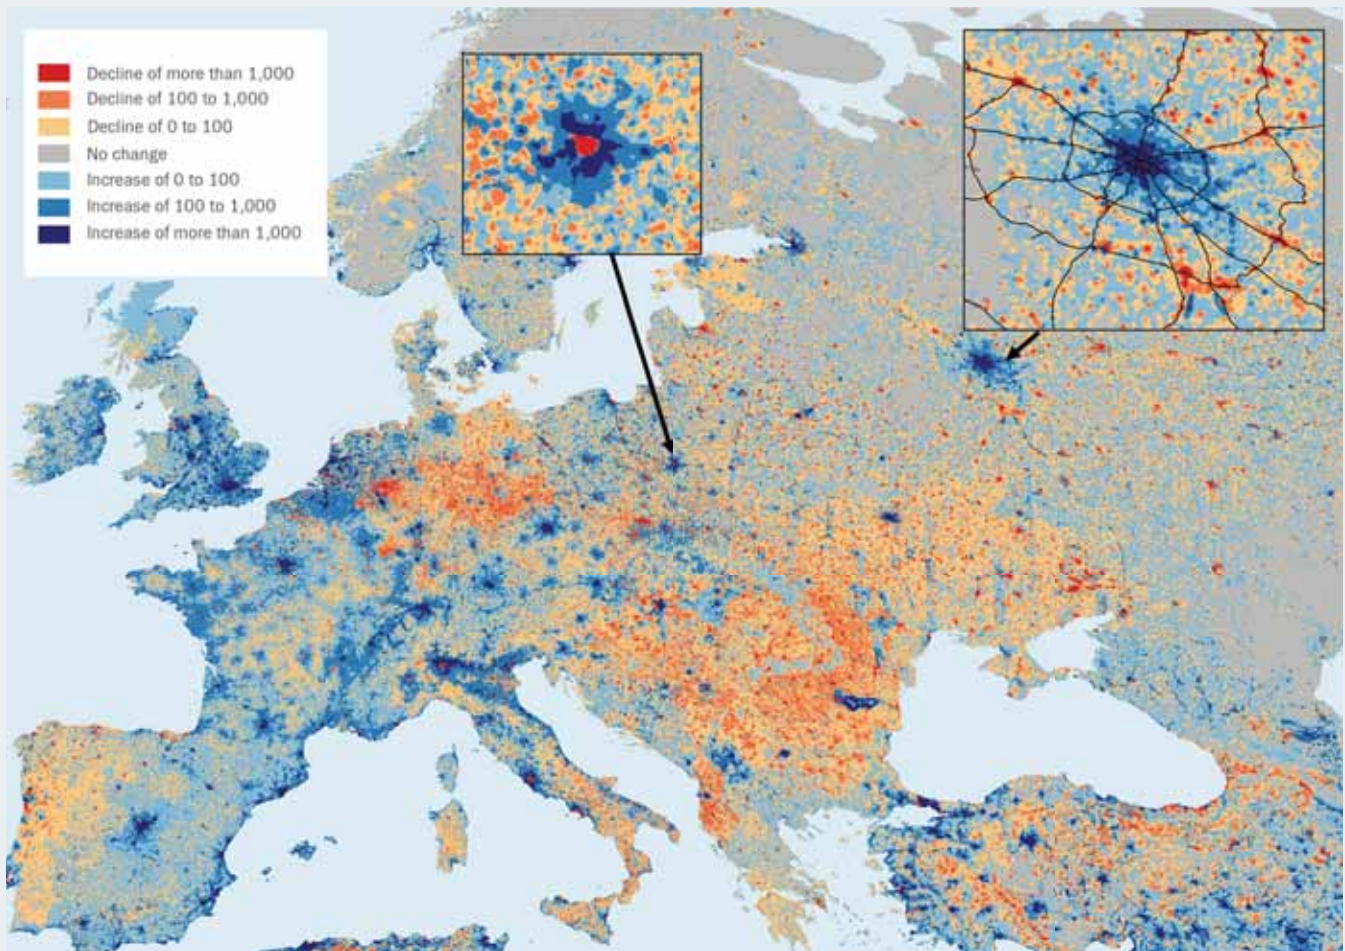 Decline of more than 1,000
Decline of 100 to 1,000
Decline of 0 to 100
No change
Increase of 0 to 100
Increase of 100 to 1,000
Increase of more than 1,000